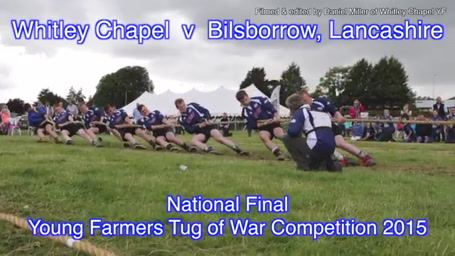 Filmed & edited by Daniel Miller of Whitley Chapel YF
Whitley Chapel v Bilsborrow, Lancashire
National Final
Young Farmers Tug of War Competition 2015